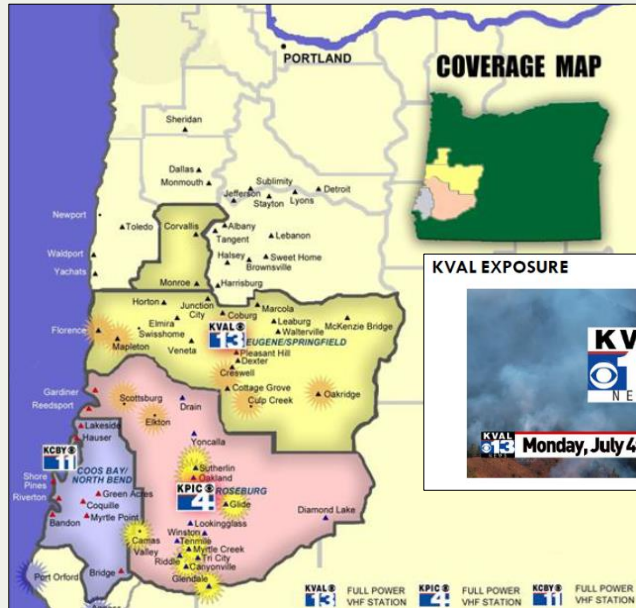 PORTLAND
COVERAGE MAP
Sheridan
Dallas
Monmouth
Sublimity
Detroit
Jefferson
Stayton
Lyons
Newport
Toledo
Corvallis
Albany
Tangent
Lebanon
Waldport
Yachats
Halsey
Sweet Home
Brownsville
Monroe
Harrisburg
KVAL EXPOSURE
Horton
Junction
City
Coburg
Marcola
Leaburg
Walterville
McKenzie Bridge
Florence
Elmira
Swisshome
KVAL
13
EUGENE/SPRINGFIELD
Mapleton
Veneta
Pleasant Hill
Dexter
Creswell
Cottage Grove
Culp Creek
Oakridge
KV
1
NE
KVAL
13
NEWS
Monday, July 4
Gardiner
Reedsport
Scottsburg
Drain
Elkton
Lakeside
Hauser
Yoncalla
KCBY
11
COOS BAY/
NORTH BEND
Sutherlin
Oakland
Shore
Pines
KPIC
4
ROSEBURG
Riverton
Green Acres
Coquille
Glide
Diamond Lake
Bandon
Myrtle Point
Lookingglass
Winston
Camas
Valley
Tenmile
Myrtle Creek
Riddle
Tri City
Canyonville
Port Orford
Bridge
Glendale
KVAL
13
FULL POWER
VHF STATION
KPIC
4
FULL POWER
VHF STATION
KCBY
11
FULL POWER
VHF STATION